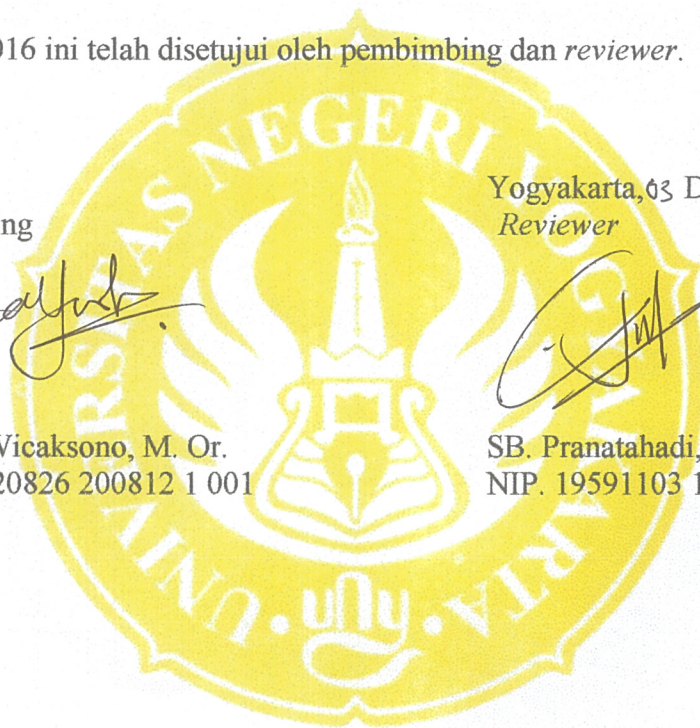 016 ini telah disetujui oleh pembimbing dan reviewer.
Yogyakarta, 03 D
ng
Reviewer
Vicaksono, M. Or.
SB. Pranatahadi,
20826 200812 1 001
NIP. 19591103 1
UNIVERSITAS NEGERI YOGYAKARTA
uny